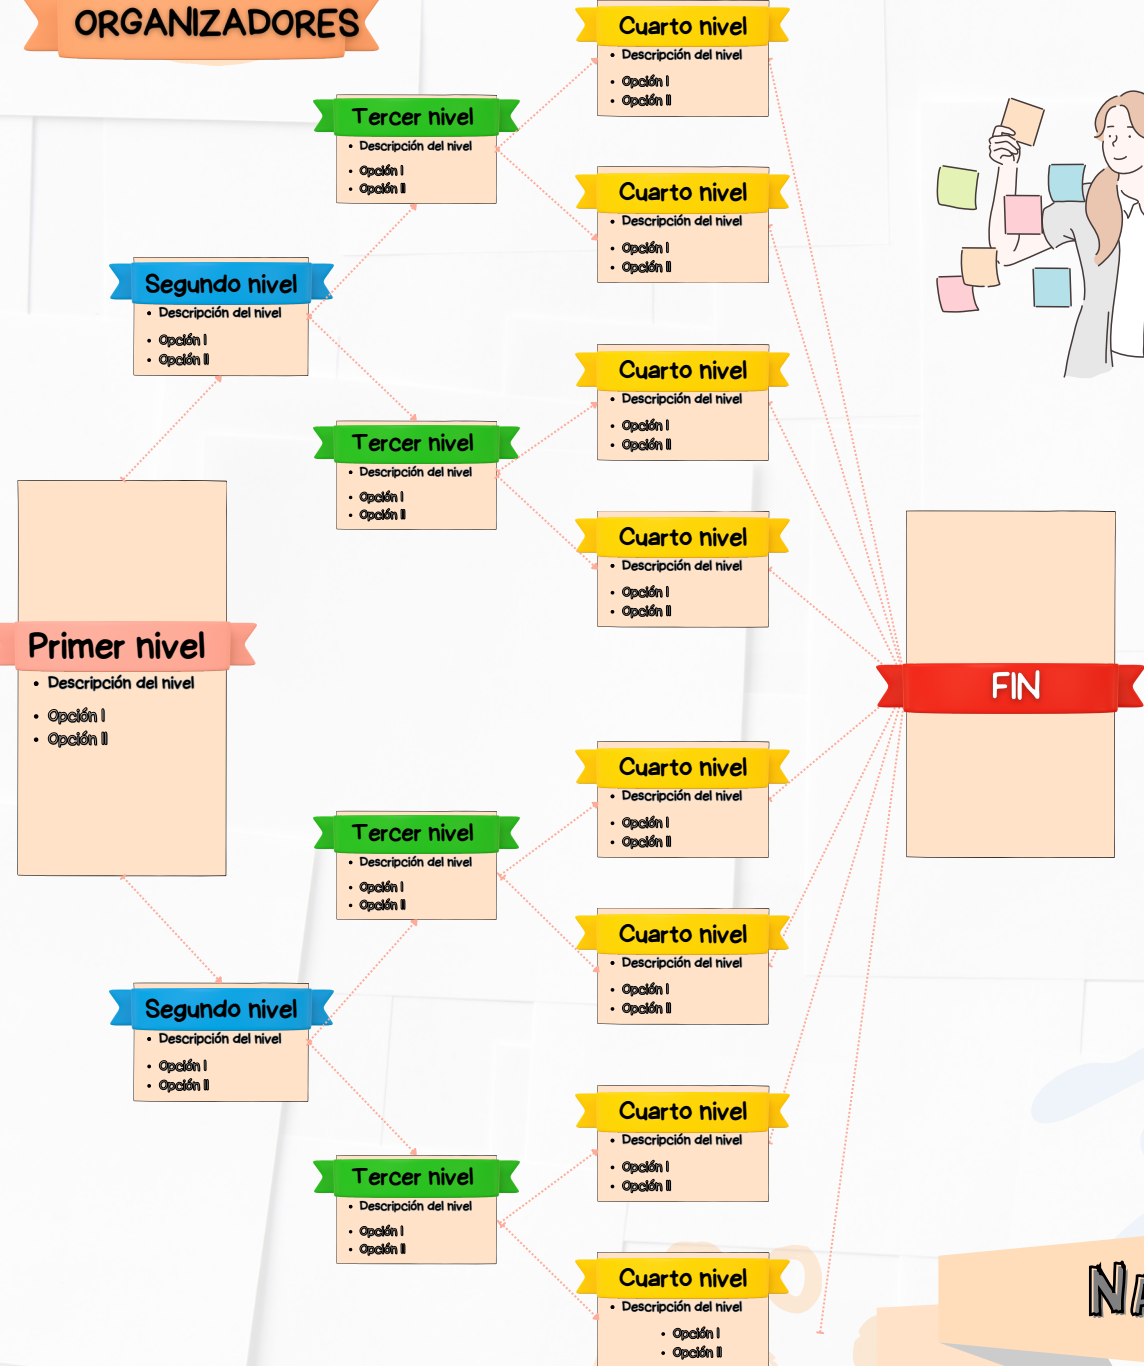 ORGANIZADORES
Primer nivel
• Descripción del nivel
• Opción I
• Opción II
Segundo nivel
• Descripción del nivel
• Opción I
• Opción II
Tercer nivel
• Descripción del nivel
• Opción I
• Opción II
Cuarto nivel
• Descripción del nivel
• Opción I
• Opción II
Cuarto nivel
• Descripción del nivel
• Opción I
• Opción II
Tercer nivel
• Descripción del nivel
• Opción I
• Opción II
Cuarto nivel
• Descripción del nivel
• Opción I
• Opción II
Cuarto nivel
• Descripción del nivel
• Opción I
• Opción II
Segundo nivel
• Descripción del nivel
• Opción I
• Opción II
Tercer nivel
• Descripción del nivel
• Opción I
• Opción II
Cuarto nivel
• Descripción del nivel
• Opción I
• Opción II
Cuarto nivel
• Descripción del nivel
• Opción I
• Opción II
Tercer nivel
• Descripción del nivel
• Opción I
• Opción II
Cuarto nivel
• Descripción del nivel
• Opción I
• Opción II
Cuarto nivel
• Descripción del nivel
• Opción I
• Opción II
FIN